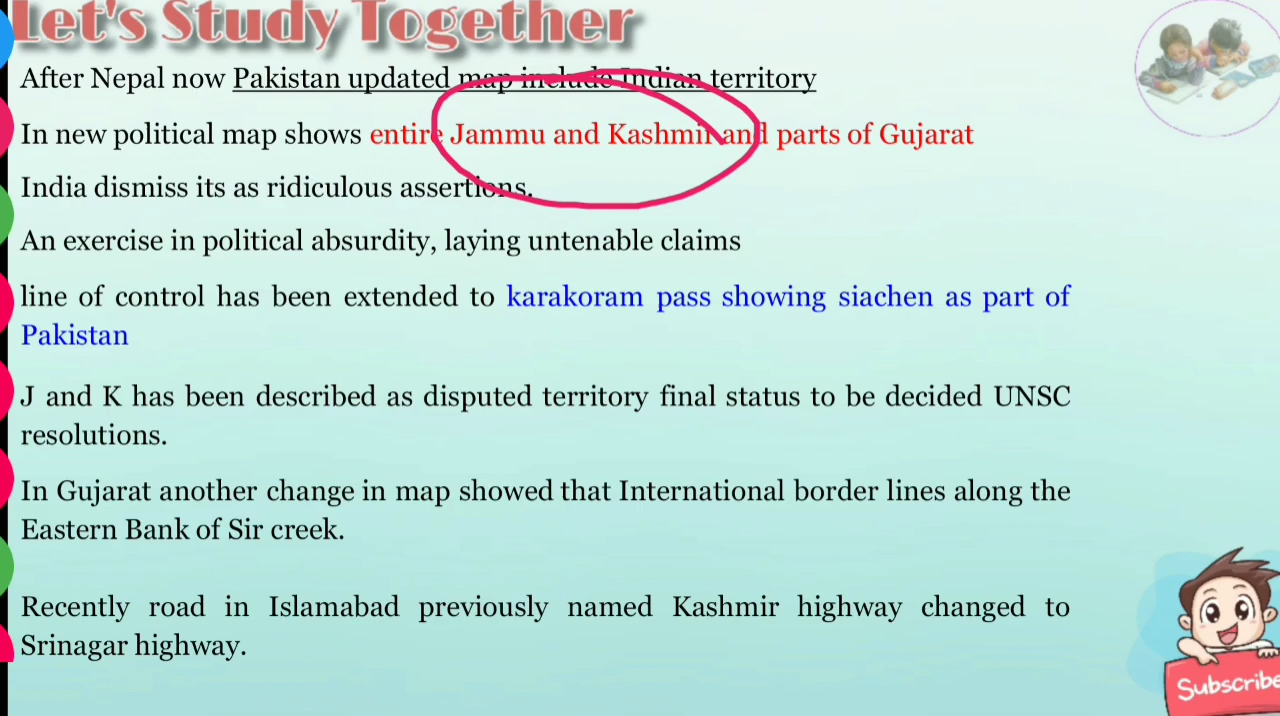 Let's Study Together
After Nepal now Pakistan updated map include Indian territory
In new political map shows entire Jammu and Kashmir and parts of Gujarat
India dismiss its as ridiculous assertions.
An exercise in political absurdity, laying untenable claims
line of control has been extended to karakoram pass showing siachen as part of
Pakistan
J and K has been described as disputed territory final status to be decided UNSC
resolutions.
In Gujarat another change in map showed that International border lines along the
Eastern Bank of Sir creek.
Recently road in Islamabad previously named Kashmir highway changed to
Srinagar highway.
Subscribe